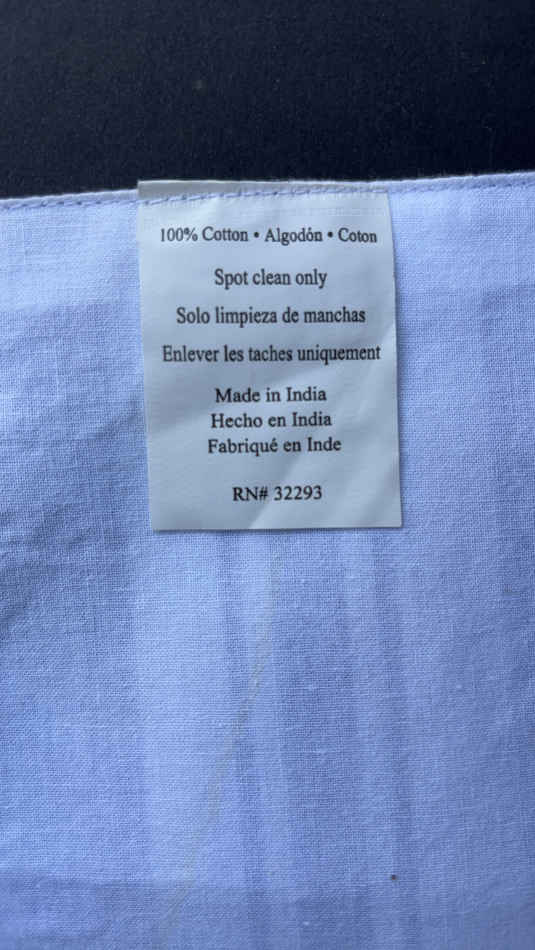 100% Cotton • Algodón • Coton
Spot clean only
Solo limpieza de manchas
Enlever les taches uniquement
Made in India
Hecho en India
Fabriqué en Inde
RN# 32293